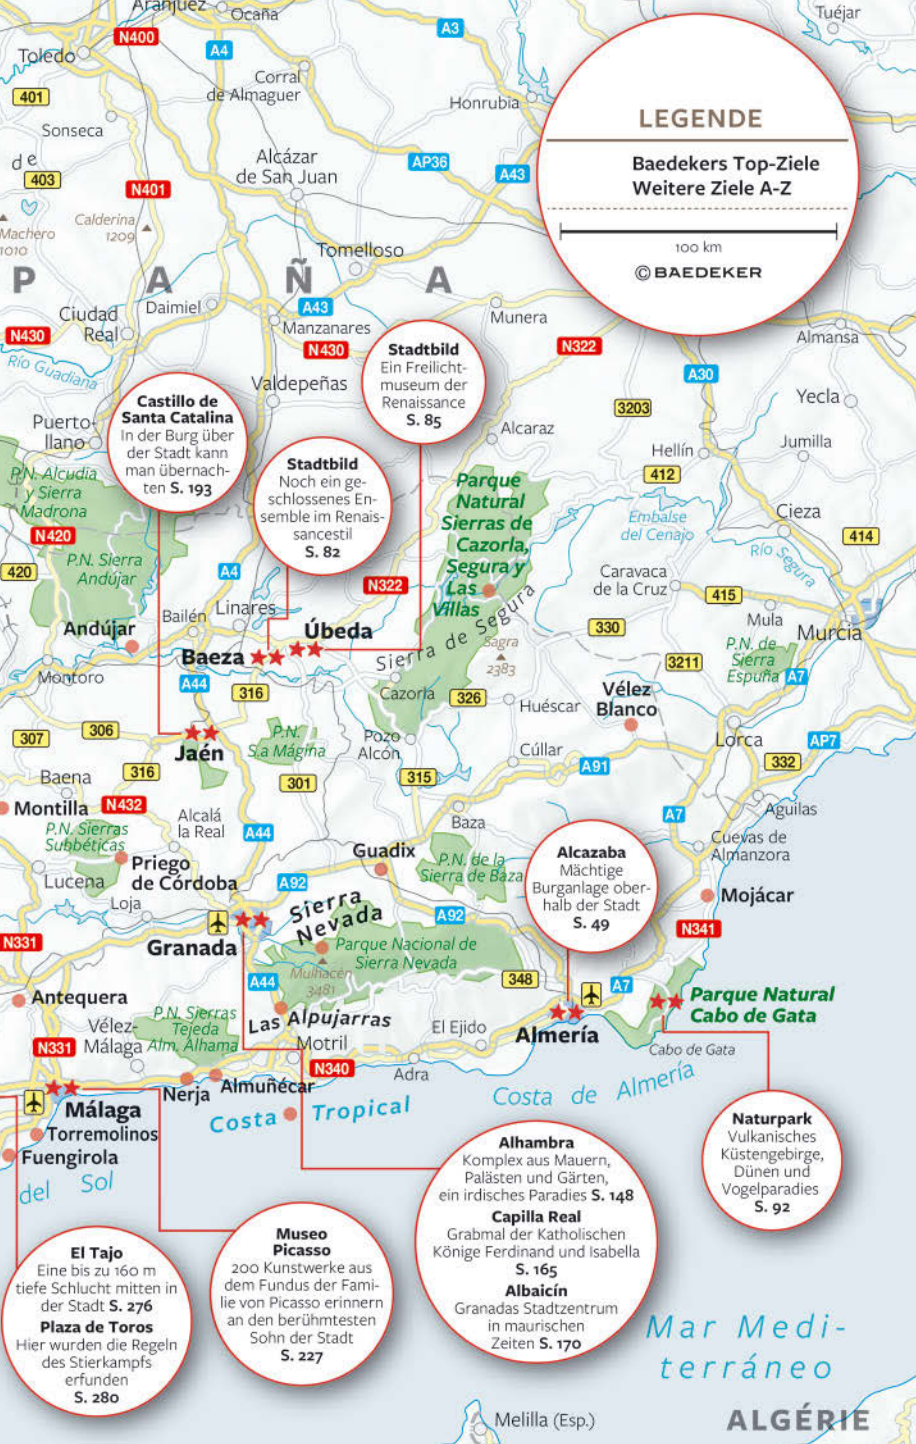 Aranjuez
Ocaña
Tuéjar
N400
A4
A3
Toledo
Corral
de Almaguer
401
Honrubia
Sonseca
LEGENDE
Baedekers Top-Ziele
Weitere Ziele A-Z
100 km
© BAEDEKER
de
403
N401
Alcázar
de San Juan
AP36
A43
Machero
1010
Calderina
1209
Tomelloso
P A Ñ A
Daimiel
A43
Ciudad
Real
Manzanares
Munera
Almansa
N430
N430
N322
Río Guadiana
A30
Stadtbild
Ein Freilicht-
museum der
Renaissance
S. 85
Valdepeñas
Castillo de
Santa Catalina
In der Burg über
der Stadt kann
man übernach-
ten S. 193
Puerto-
llano
3203
Yecla
Alcaraz
Jumilla
Hellín
412
Stadtbild
Noch ein ge-
schlossenes En-
semble im Renais-
sancestil
S. 82
P.N. Alcudia
y Sierra
Madrona
Parque
Natural
Sierras de
Cazorla,
Segura y
Las
Villas
Embalse
del Cenajo
Cieza
414
N420
Río Segura
P.N. Sierra
Andújar
420
A4
N322
Caravaca
de la Cruz
415
Bailén
Linares
Mula
Murcia
Andújar
Úbeda
330
Baeza
Sierra de Segura
Sagra
2383
3211
P.N. de
Sierra
Espuña
A7
Montoro
A44
316
Cazorla
326
Huéscar
Vélez
Blanco
307
306
Jaén
P.N.
S.a Mágina
Pozo
Alcón
Cúllar
Lorca
AP7
A91
332
316
301
315
Baena
Montilla
N432
Alcalá
la Real
A44
Baza
A7
Aguilas
P.N. Sierras
Subbéticas
Cuevas de
Almanzora
Priego
de Córdoba
Guadix
P.N. de la
Sierra de Baza
Alcazaba
Mächtige
Burganlage ober-
halb der Stadt
S. 49
Lucena
A92
Loja
Sierra
Nevada
A92
Mojácar
N331
Granada
N341
Parque Nacional de
Sierra Nevada
Mulhacén
3481
A44
348
A7
Antequera
Parque Natural
Cabo de Gata
P.N. Sierras
Tejeda
Alm. Alhama
Las Alpujarras
El Ejido
Almería
Vélez-
Málaga
N331
Motril
Cabo de Gata
N340
Adra
Nerja
Almuñécar
Costa de Almería
Málaga
Costa Tropical
Torremolinos
Fuengirola
del Sol
Naturpark
Vulkanisches
Küstengebirge,
Dünen und
Vogelparadies
S. 92
Alhambra
Komplex aus Mauern,
Palästen und Gärten,
ein irdisches Paradies S. 148
Capilla Real
Grabmal der Katholischen
Könige Ferdinand und Isabella
S. 165
Albaicín
Granadas Stadtzentrum
in maurischen
Zeiten S. 170
Museo
Picasso
200 Kunstwerke aus
dem Fundus der Fami-
lie von Picasso erinnern
an den berühmtesten
Sohn der Stadt
S. 227
El Tajo
Eine bis zu 160 m
tiefe Schlucht mitten in
der Stadt S. 276
Plaza de Toros
Hier wurden die Regeln
des Stierkampfs
erfunden
S. 280
Mar Medi-
terráneo
Melilla (Esp.)
ALGÉRIE